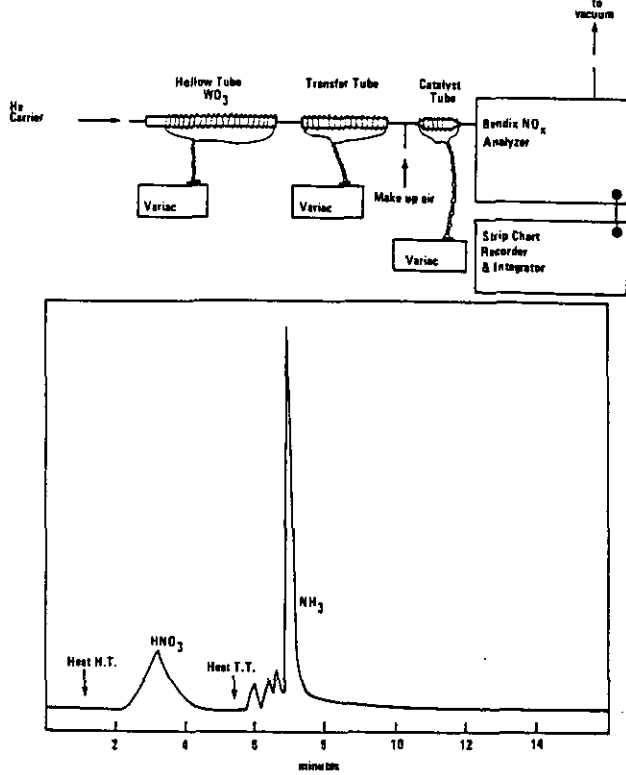 to
vacuum
Hollow Tube
WO3
Transfer Tube
Catalyst
Tube
He
Carrier
Bendix NOx
Analyzer
Make up air
Variac
Variac
Variac
Strip Chart
Recorder
& Integrator
NH3
HNO3
Heat H.T.
Heat T.T.
2
4
6
8
10
12
14
minutes